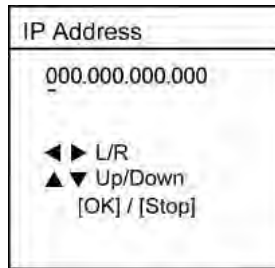 IP Address
000.000.000.000
◀ ▶ L/R
▲ ▼ Up/Down
[OK] / [Stop]